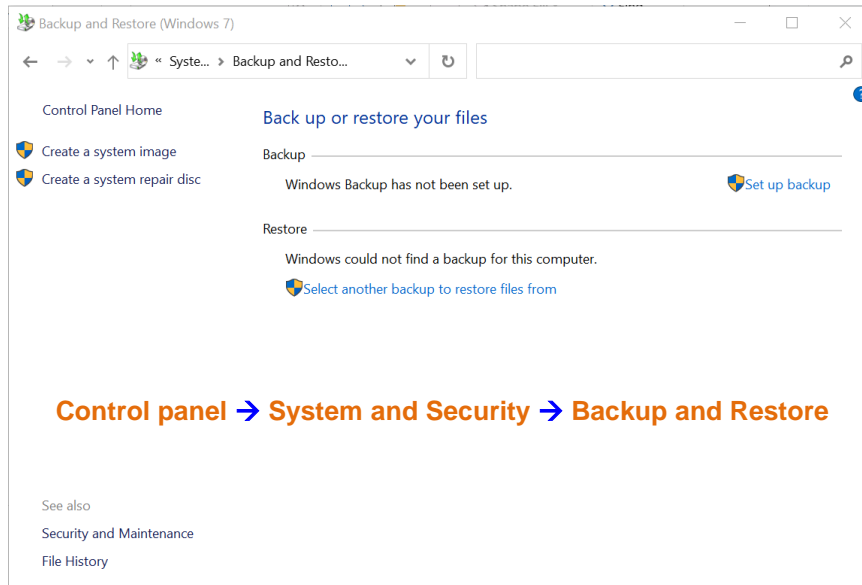 Backup and Restore (Windows 7)
« Syste... > Backup and Resto...
Control Panel Home
Back up or restore your files
Create a system image
Backup
Create a system repair disc
Windows Backup has not been set up.
Set up backup
Restore
Windows could not find a backup for this computer.
Select another backup to restore files from
Control panel → System and Security → Backup and Restore
See also
Security and Maintenance
File History